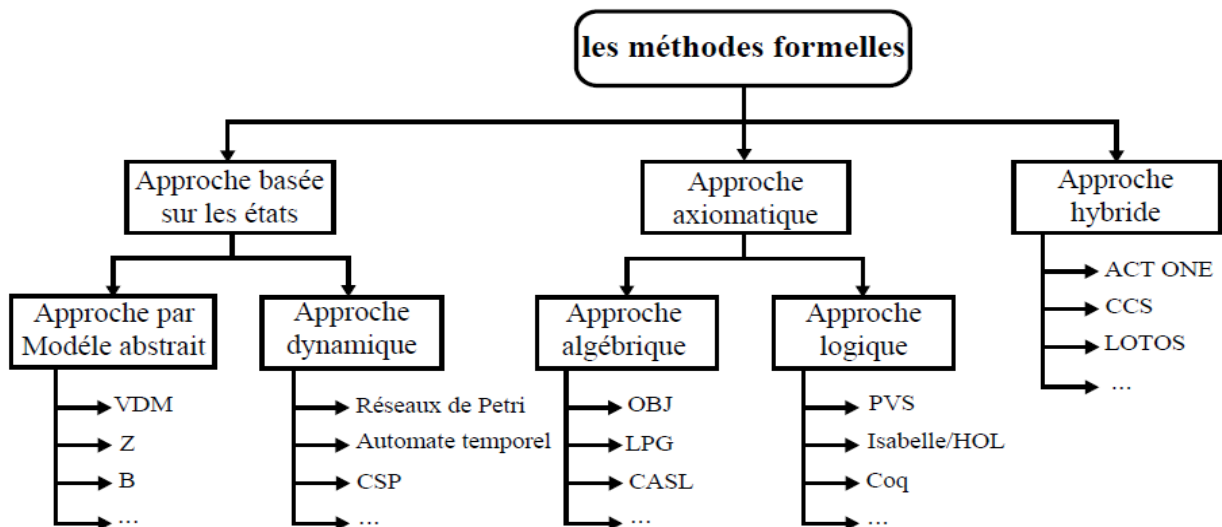 les méthodes formelles
Approche basée
sur les états
Approche
axiomatique
Approche
hybride
Approche par
Modéle abstrait
Approche
dynamique
Approche
algébrique
Approche
logique
ACT ONE
CCS
LOTOS
...
VDM
Z
B
...
Réseaux de Petri
Automate temporel
CSP
...
OBJ
LPG
CASL
...
PVS
Isabelle/HOL
Coq
...